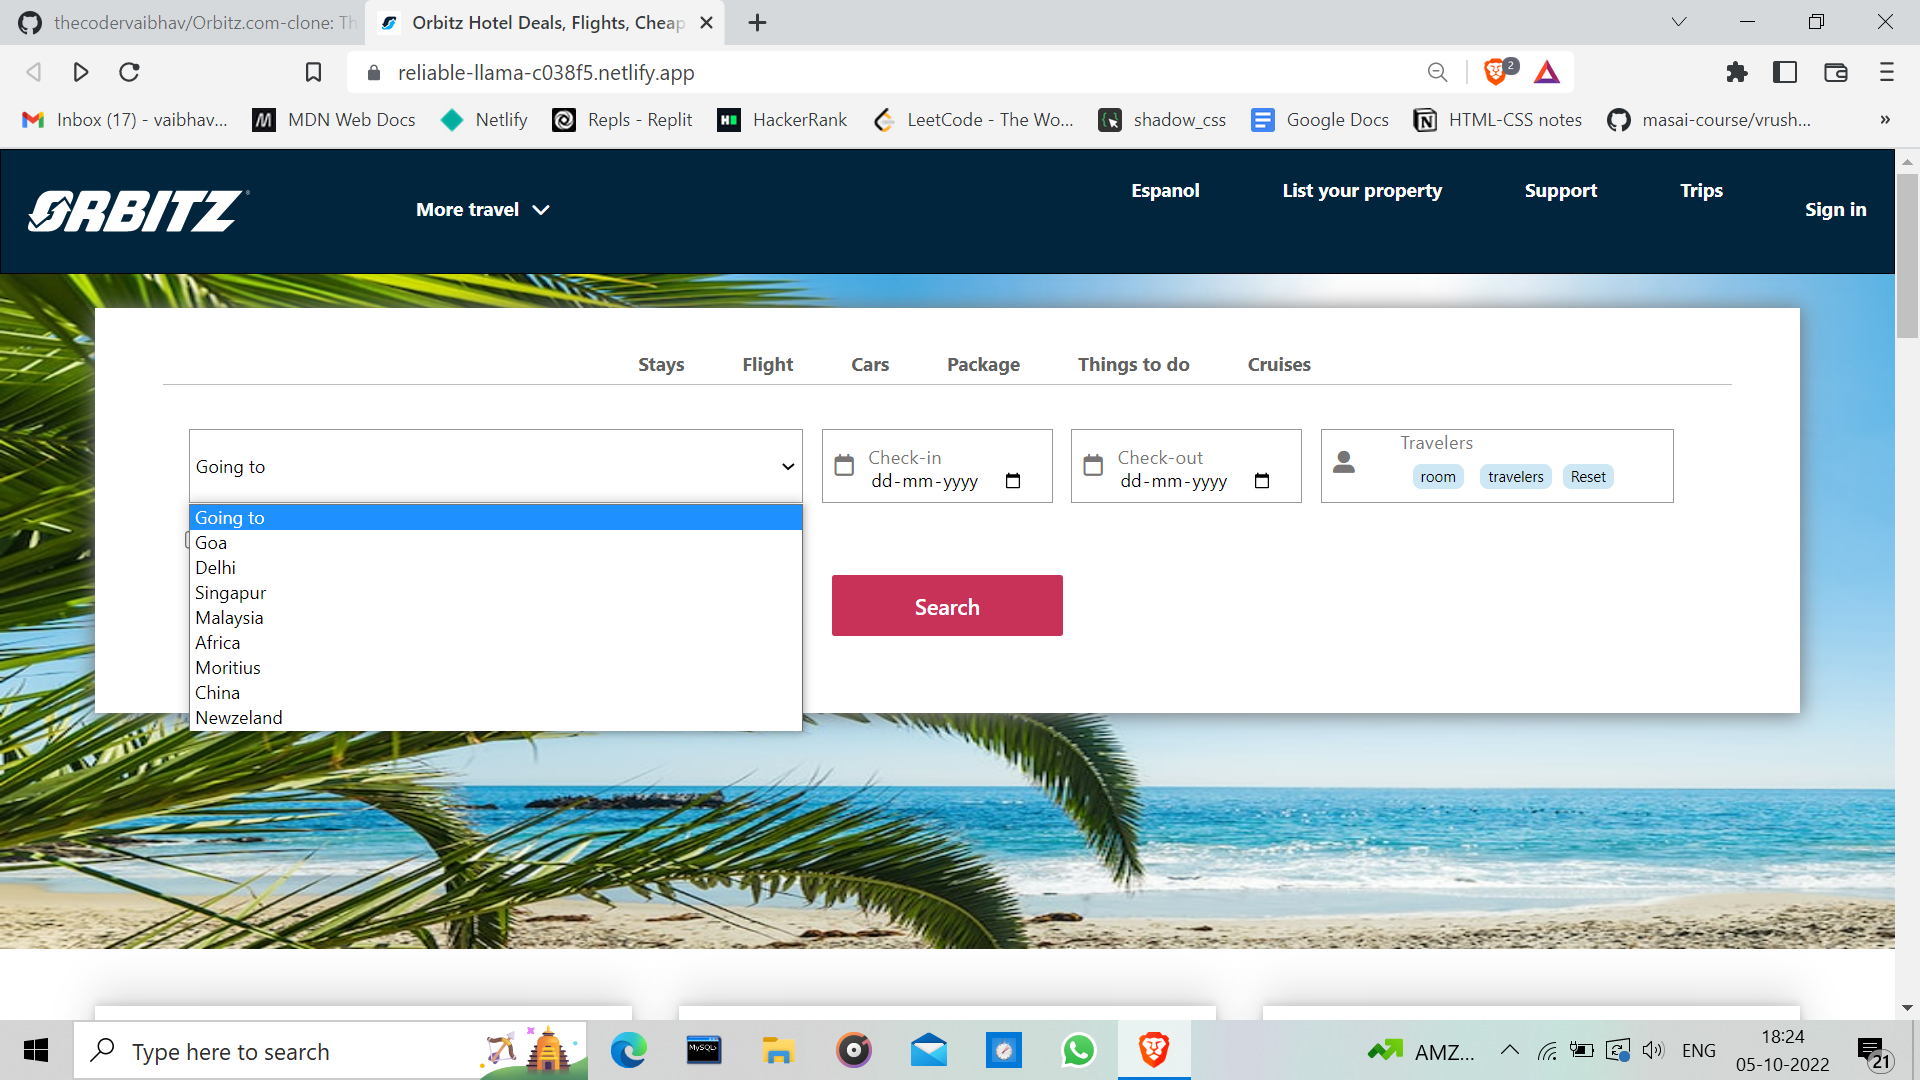 thecodervaibhav/Orbitz.com-clone: Th
Orbitz Hotel Deals, Flights, Cheap
reliable-llama-c038f5.netlify.app
2
Inbox (17) - vaibhav...
MDN Web Docs
Netlify
Repls - Replit
HackerRank
LeetCode - The Wo...
shadow_css
Google Docs
HTML-CSS notes
masai-course/vrush...
»
ORBITZ
More travel
Espanol
List your property
Support
Trips
Sign in
Stays
Flight
Cars
Package
Things to do
Cruises
Going to
Check-in
dd-mm-yyyy
Check-out
dd-mm-yyyy
Travelers
room
travelers
Reset
Going to
Goa
Delhi
Singapur
Malaysia
Africa
Moritius
China
Newzeland
Search
Type here to search
MySQL
AMZ...
ENG
18:24
05-10-2022
21